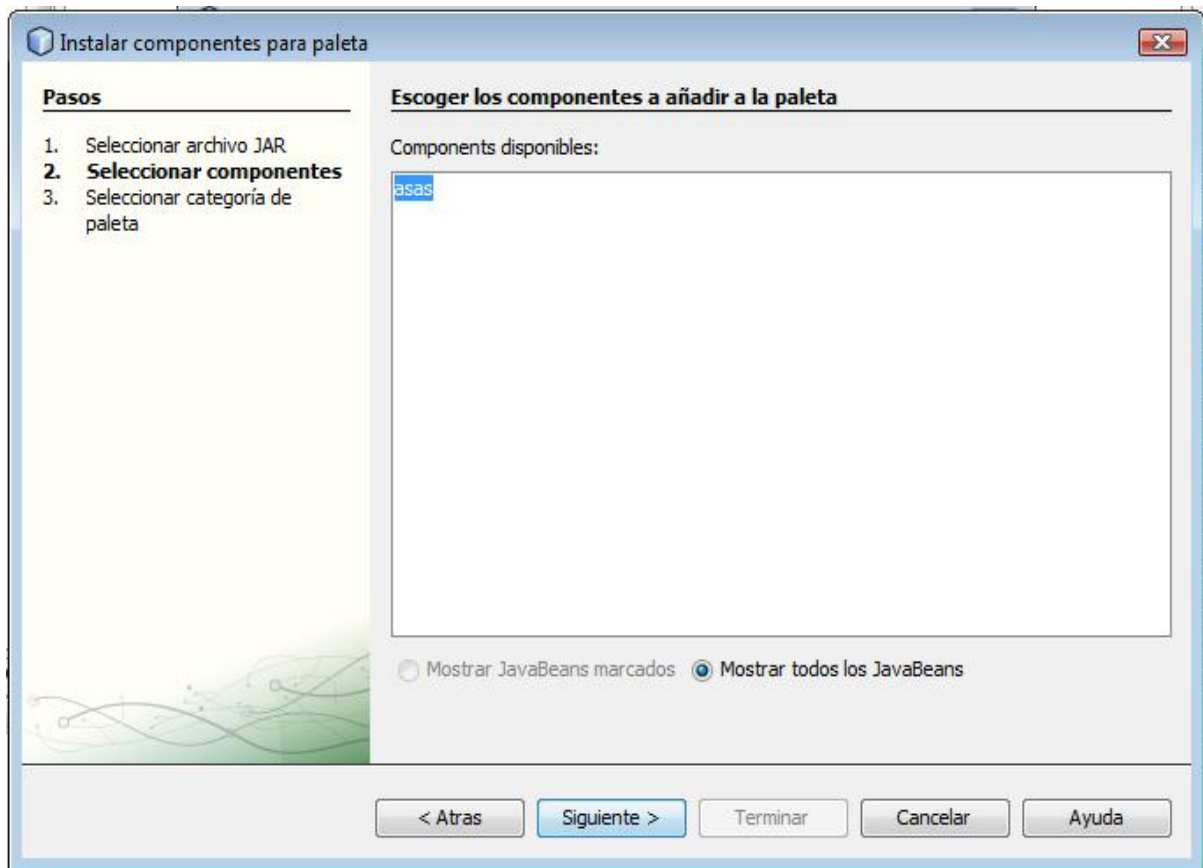 Instalar componentes para paleta
Pasos
1. Seleccionar archivo JAR
2. Seleccionar componentes
3. Seleccionar categoría de
paleta
Escoger los componentes a añadir a la paleta
Components disponibles:
asas
Mostrar JavaBeans marcados Mostrar todos los JavaBeans
< Atras Siguiente > Terminar Cancelar Ayuda